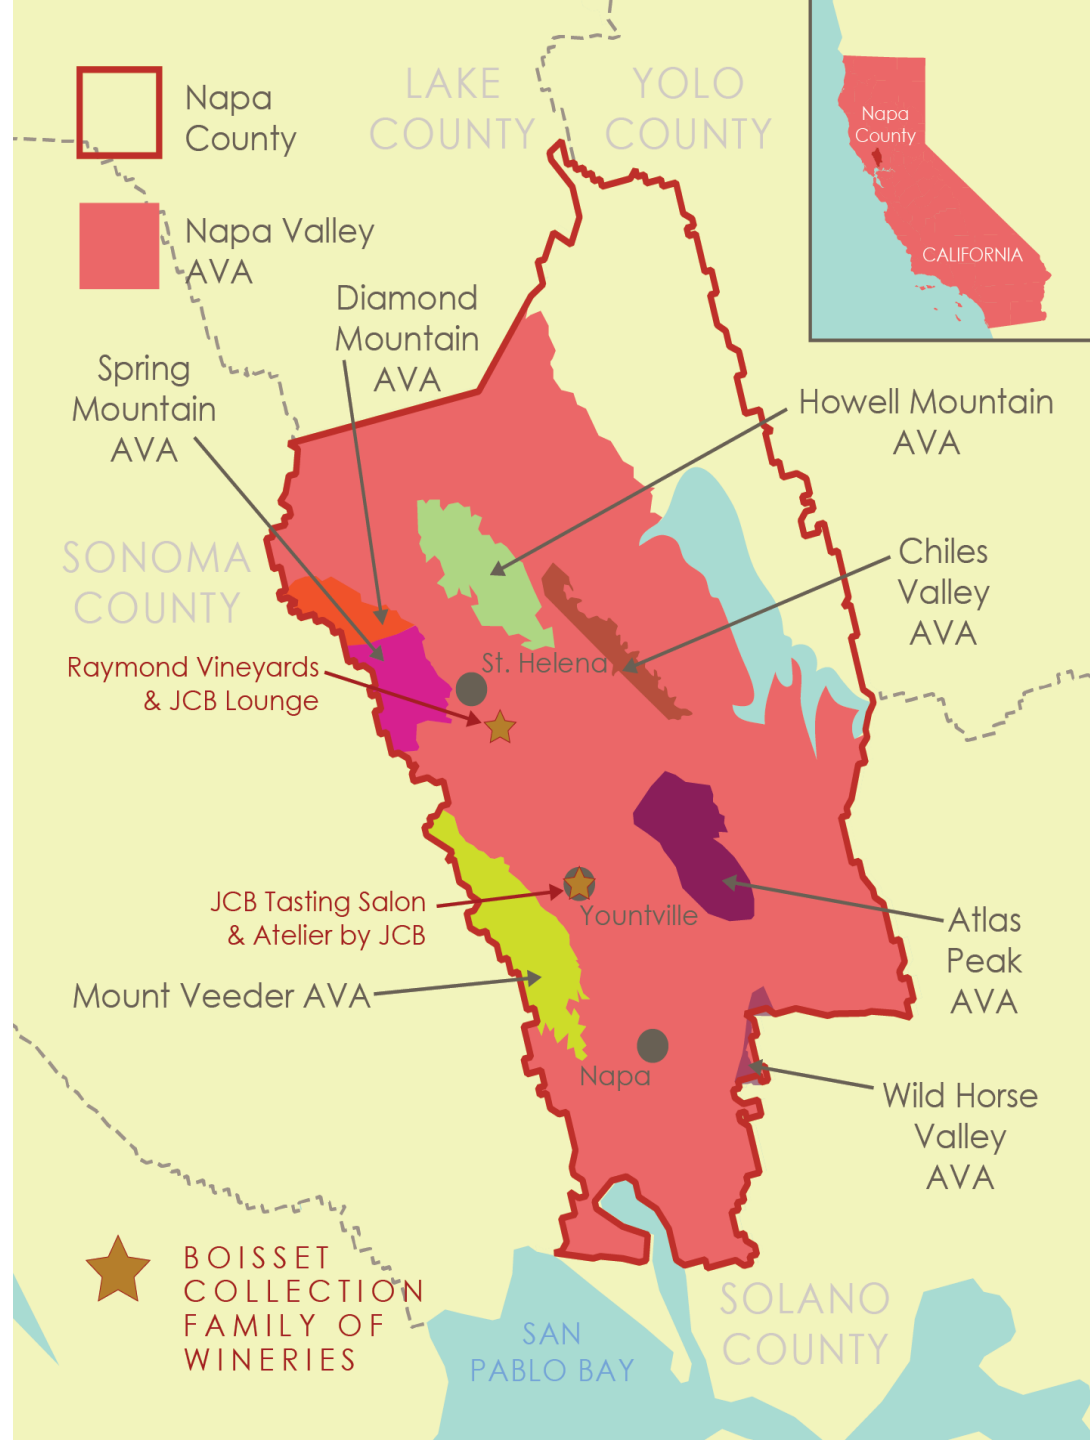 Napa
County
Napa Valley
AVA
LAKE
COUNTY
YOLO
COUNTY
Napa
County
CALIFORNIA
Diamond
Mountain
AVA
Spring
Mountain
AVA
Howell Mountain
AVA
SONOMA
COUNTY
Chiles
Valley
AVA
St. Helena
Raymond Vineyards
& JCB Lounge
JCB Tasting Salon
& Atelier by JCB
Yountville
Atlas
Peak
AVA
Mount Veeder AVA
Napa
Wild Horse
Valley
AVA
BOISSET
COLLECTION
FAMILY OF
WINERIES
SAN
PABLO BAY
SOLANO
COUNTY